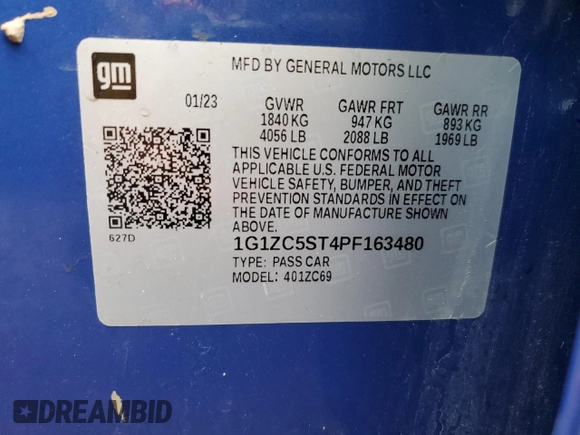 gm
MFD BY GENERAL MOTORS LLC
01/23 GVWR GAWR FRT GAWR RR
1840 KG 947 KG 893 KG
4056 LB 2088 LB 1969 LB
THIS VEHICLE CONFORMS TO ALL
APPLICABLE U.S. FEDERAL MOTOR
VEHICLE SAFETY, BUMPER, AND THEFT
PREVENTION STANDARDS IN EFFECT ON
THE DATE OF MANUFACTURE SHOWN
ABOVE.
627D
1G1ZC5ST4PF163480
TYPE: PASS CAR
MODEL: 401ZC69
DREAMBID